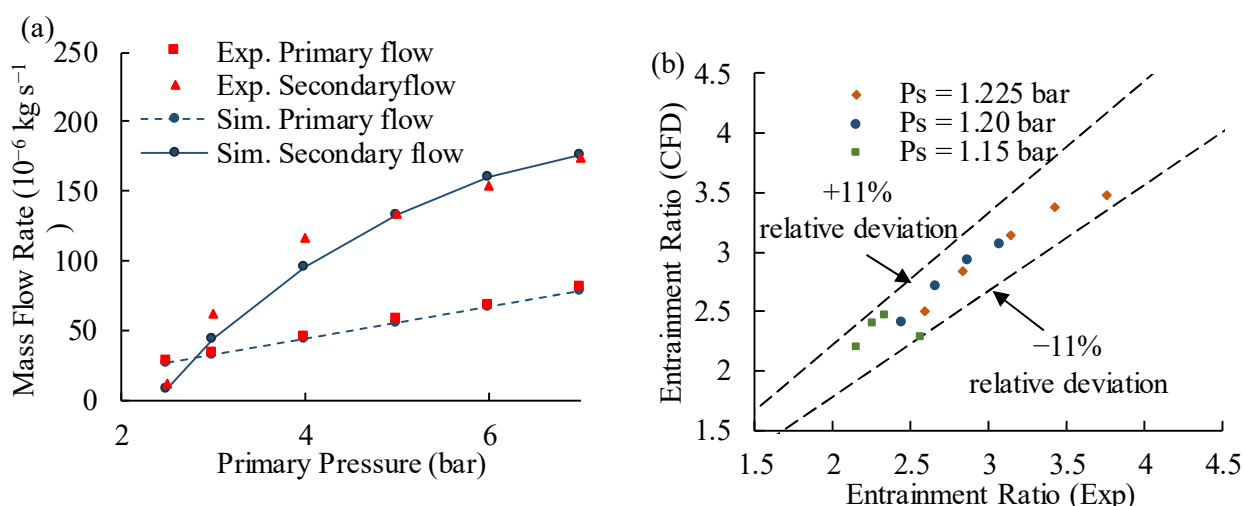 (a)
250
200
150
100
50
0
2
4
6
Mass Flow Rate (10⁻⁶ kg s⁻¹
)
Primary Pressure (bar)
Exp. Primary flow
Exp. Secondaryflow
Sim. Primary flow
Sim. Secondary flow
(b)
4.5
4
3.5
3
2.5
2
1.5
1.5
2
2.5
3
3.5
4
4.5
Entrainment Ratio (CFD)
Entrainment Ratio (Exp)
Ps = 1.225 bar
Ps = 1.20 bar
Ps = 1.15 bar
+11%
relative deviation
−11%
relative deviation